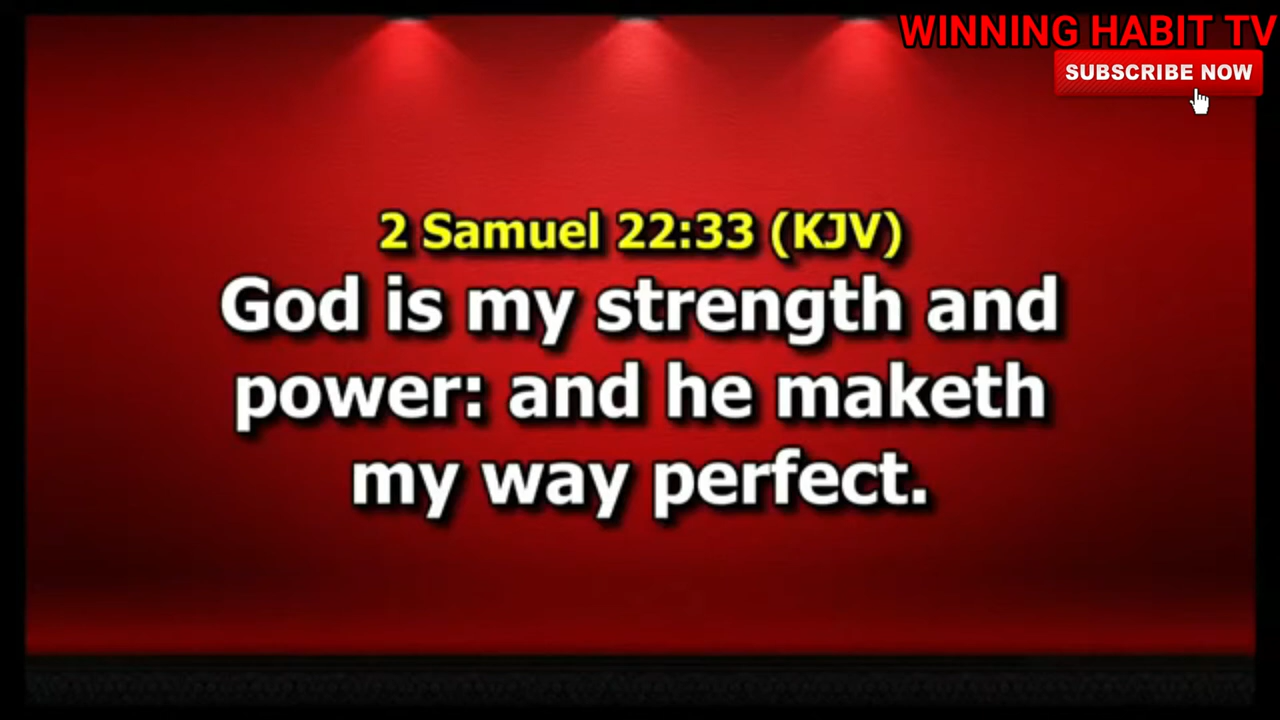 WINNING HABIT TV
SUBSCRIBE NOW
2 Samuel 22:33 (KJV)
God is my strength and
power: and he maketh
my way perfect.